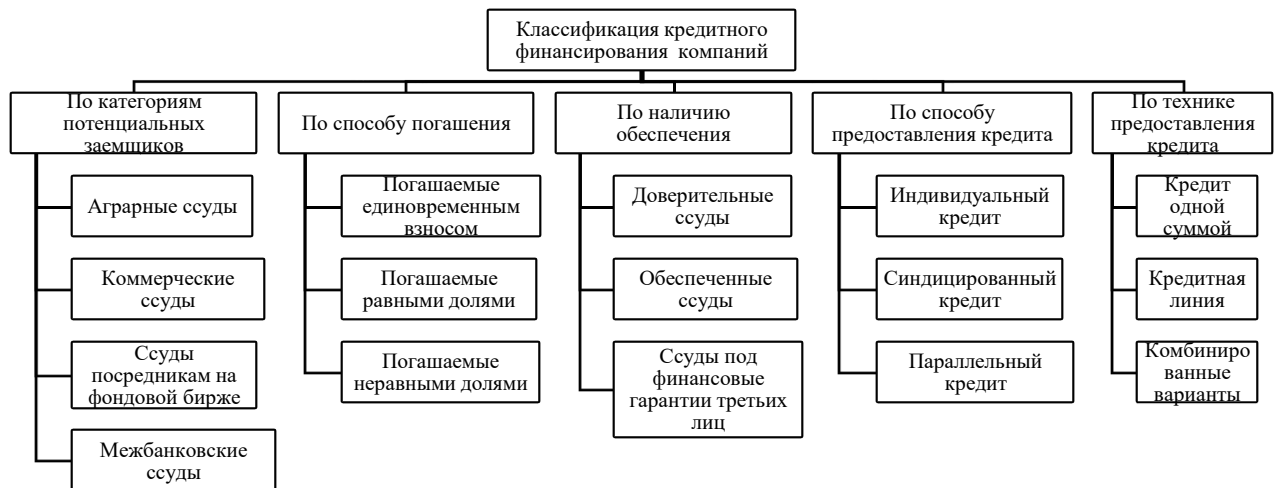 Классификация кредитного
финансирования компаний
По категориям
потенциальных
заемщиков
Аграрные ссуды
Коммерческие
ссуды
Ссуды
посредникам на
фондовой бирже
Межбанковские
ссуды
По способу погашения
Погашаемые
единовременным
взносом
Погашаемые
равными долями
Погашаемые
неравными долями
По наличию
обеспечения
Доверительные
ссуды
Обеспеченные
ссуды
Ссуды под
финансовые
гарантии третьих
лиц
По способу
предоставления кредита
Индивидуальный
кредит
Синдицированный
кредит
Параллельный
кредит
По технике
предоставления
кредита
Кредит
одной
суммой
Кредитная
линия
Комбиниро
ванные
варианты